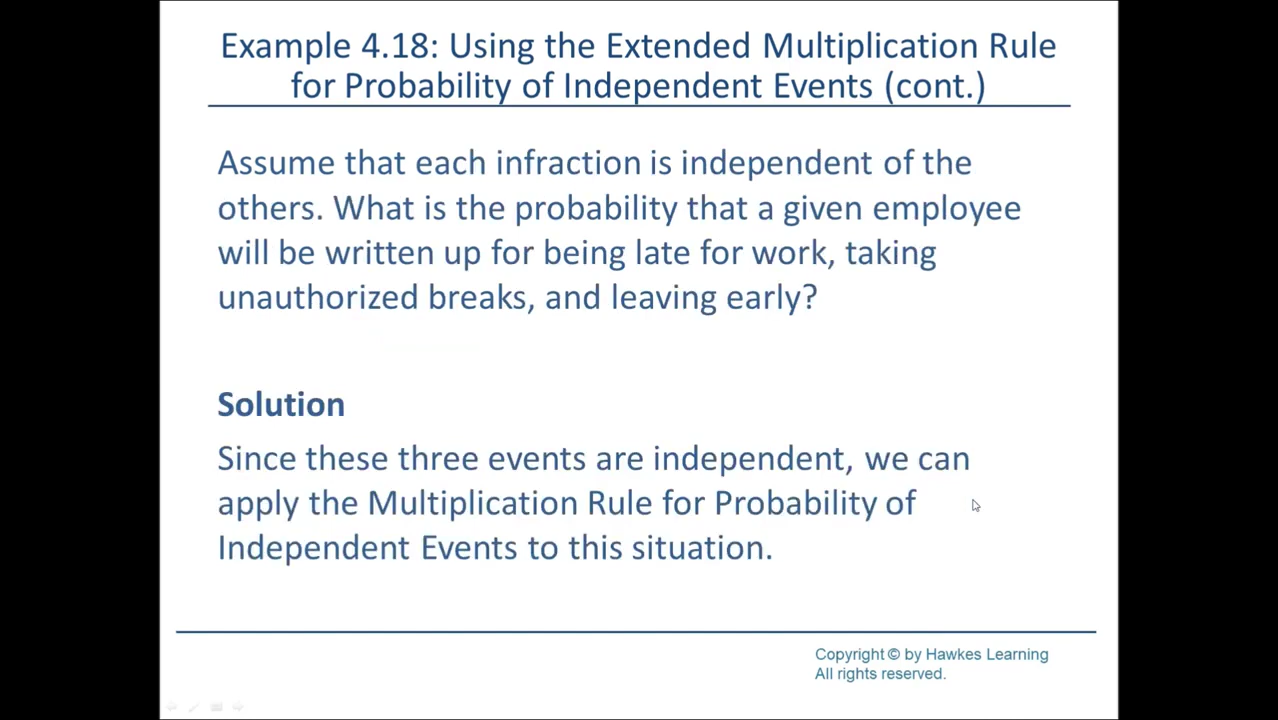 Example 4.18: Using the Extended Multiplication Rule
for Probability of Independent Events (cont.)
Assume that each infraction is independent of the
others. What is the probability that a given employee
will be written up for being late for work, taking
unauthorized breaks, and leaving early?
Solution
Since these three events are independent, we can
apply the Multiplication Rule for Probability of
Independent Events to this situation.
Copyright © by Hawkes Learning
All rights reserved.